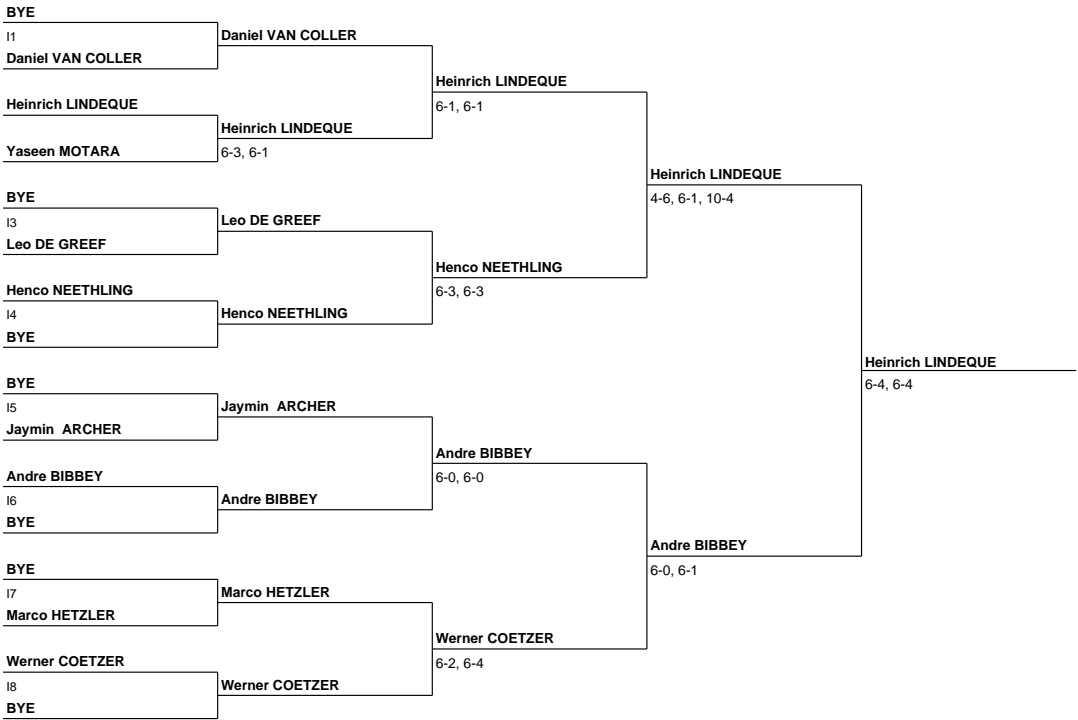 BYE
I1
Daniel VAN COLLER
Daniel VAN COLLER
Heinrich LINDEQUE
6-1, 6-1
Heinrich LINDEQUE
Heinrich LINDEQUE
Yaseen MOTARA
6-3, 6-1
Heinrich LINDEQUE
4-6, 6-1, 10-4
BYE
I3
Leo DE GREEF
Leo DE GREEF
Henco NEETHLING
6-3, 6-3
Henco NEETHLING
I4
Henco NEETHLING
BYE
Heinrich LINDEQUE
6-4, 6-4
BYE
I5
Jaymin  ARCHER
Jaymin  ARCHER
Andre BIBBEY
6-0, 6-0
Andre BIBBEY
I6
Andre BIBBEY
BYE
Andre BIBBEY
6-0, 6-1
BYE
I7
Marco HETZLER
Marco HETZLER
Werner COETZER
6-2, 6-4
Werner COETZER
I8
Werner COETZER
BYE